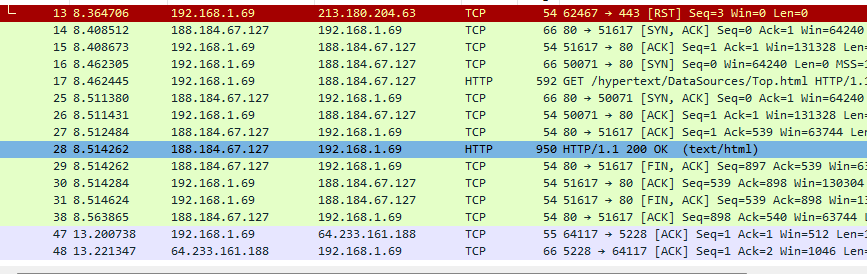 13 8.364706 192.168.1.69 213.180.204.63 TCP 54 62467 → 443 [RST] Seq=3 Win=0 Len=0
14 8.408512 188.184.67.127 192.168.1.69 TCP 66 80 → 51617 [SYN, ACK] Seq=0 Ack=1 Win=64240
15 8.408673 192.168.1.69 188.184.67.127 TCP 54 51617 → 80 [ACK] Seq=1 Ack=1 Win=131328 Len=
16 8.462305 192.168.1.69 188.184.67.127 TCP 66 50071 → 80 [SYN] Seq=0 Win=64240 Len=0 MSS=1
17 8.462445 192.168.1.69 188.184.67.127 HTTP 592 GET /hypertext/DataSources/Top.html HTTP/1.1
25 8.511380 188.184.67.127 192.168.1.69 TCP 66 80 → 50071 [SYN, ACK] Seq=0 Ack=1 Win=64240
26 8.511431 192.168.1.69 188.184.67.127 TCP 54 50071 → 80 [ACK] Seq=1 Ack=1 Win=131328 Len=
27 8.512484 188.184.67.127 192.168.1.69 TCP 54 80 → 51617 [ACK] Seq=1 Ack=539 Win=63744 Len
28 8.514262 188.184.67.127 192.168.1.69 HTTP 950 HTTP/1.1 200 OK (text/html)
29 8.514262 188.184.67.127 192.168.1.69 TCP 54 80 → 51617 [FIN, ACK] Seq=897 Ack=539 Win=63
30 8.514284 192.168.1.69 188.184.67.127 TCP 54 51617 → 80 [ACK] Seq=539 Ack=898 Win=130304
31 8.514624 192.168.1.69 188.184.67.127 TCP 54 51617 → 80 [FIN, ACK] Seq=539 Ack=898 Win=13
38 8.563865 188.184.67.127 192.168.1.69 TCP 54 80 → 51617 [ACK] Seq=898 Ack=540 Win=63744 L
47 13.200738 192.168.1.69 64.233.161.188 TCP 55 64117 → 5228 [ACK] Seq=1 Ack=1 Win=512 Len=1
48 13.221347 64.233.161.188 192.168.1.69 TCP 66 5228 → 64117 [ACK] Seq=1 Ack=2 Win=1046 Len=